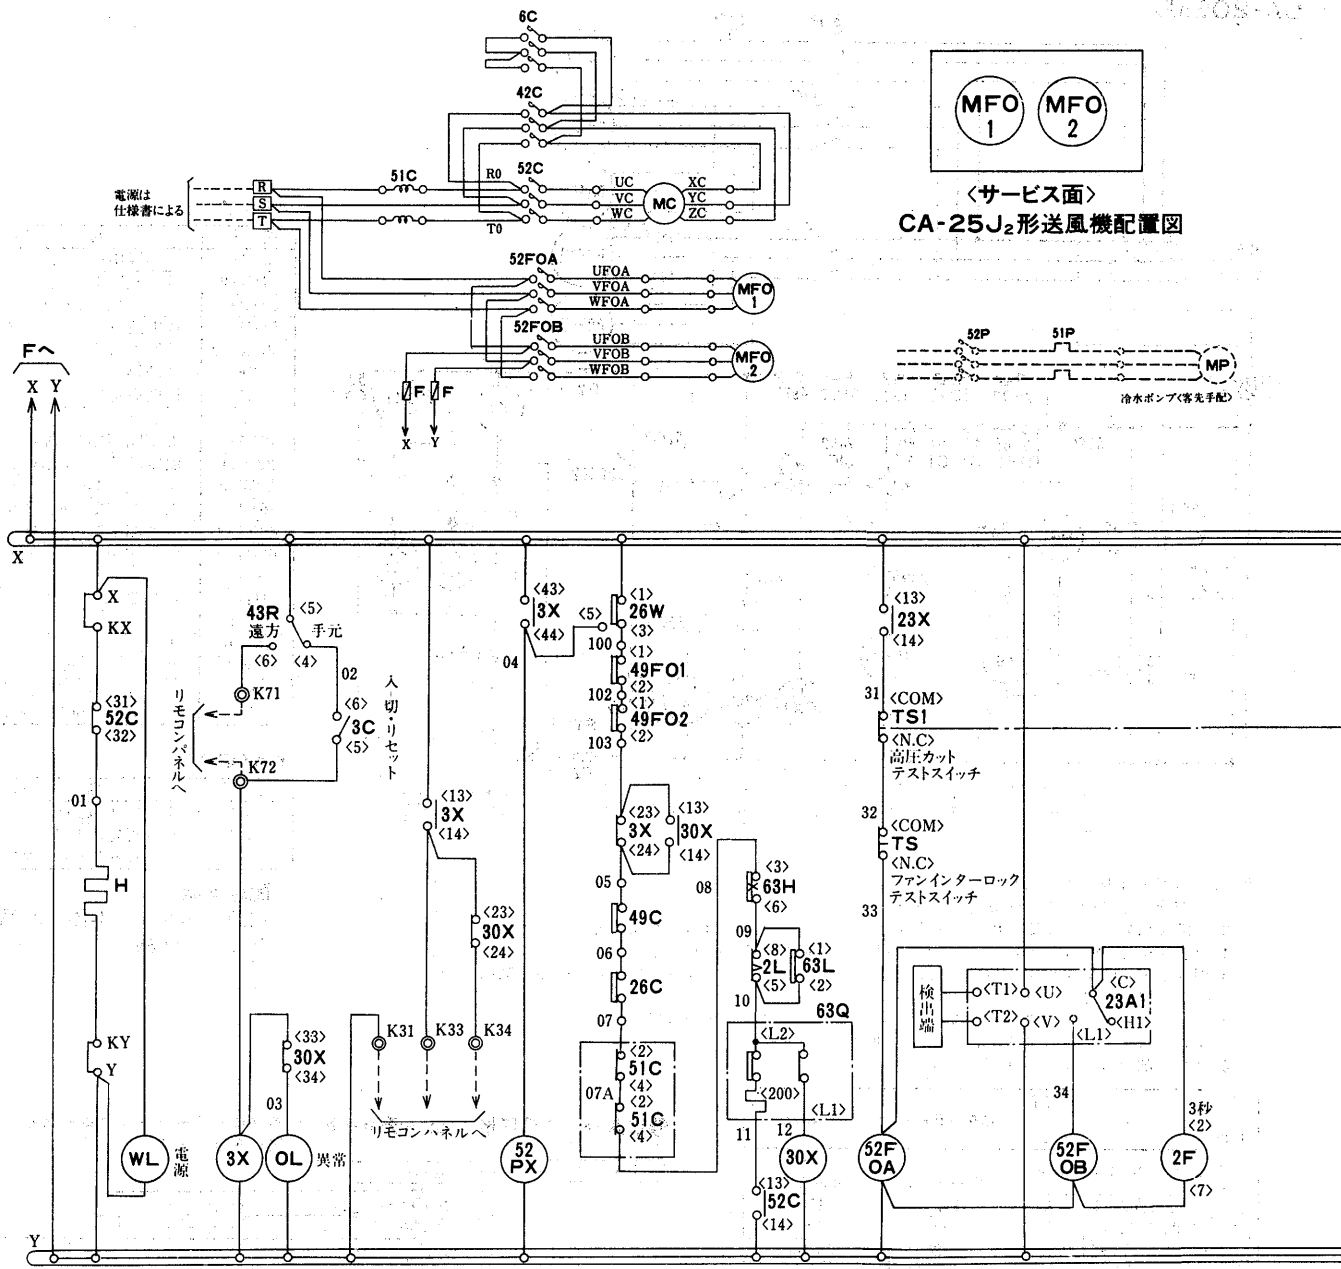 6C
42C
51C
R0
52C
T0
電源は
仕様書による
R
S
T
UC
VC
WC
MC
XC
YC
ZC
MFO
1
MFO
2
〈サービス面〉
CA-25J₂形送風機配置図
52FOA
UFOA
VFOA
WFOA
MFO
1
52FOB
UFOB
VFOB
WFOB
MFO
2
F
F
X
Y
52P
51P
MP
冷水ポンプ〈客先手配〉
Fへ
X Y
X
X
KX
〈31〉
52C
〈32〉
01
H
KY
Y
WL
電源
43R
遠方
〈5〉
手元
〈6〉
〈4〉
02
K71
リモコンパネルへ
K72
〈6〉
3C
〈5〉
入-切・リセット
〈33〉
30X
〈34〉
03
3X
OL
異常
〈13〉
3X
〈14〉
〈23〉
30X
〈24〉
K31
K33
K34
リモコンパネルへ
〈43〉
3X
〈44〉
04
52
PX
〈5〉
〈1〉
26W
〈3〉
100
〈1〉
49FO1
〈2〉
102
〈1〉
49FO2
〈2〉
103
〈23〉
3X
〈24〉
〈13〉
30X
〈14〉
05
49C
06
26C
07
〈2〉
51C
〈4〉
07A
〈2〉
51C
〈4〉
08
〈3〉
63H
〈6〉
09
〈8〉
2L
〈5〉
〈1〉
63L
〈2〉
10
63Q
〈L2〉
〈200〉
〈L1〉
11
12
30X
〈13〉
52C
〈14〉
〈13〉
23X
〈14〉
31
〈COM〉
TS1
〈N.C〉
高圧カット
テストスイッチ
32
〈COM〉
TS
〈N.C〉
ファンインターロック
テストスイッチ
33
検出端
〈T1〉
〈U〉
〈C〉
23A1
〈T2〉
〈V〉
〈H1〉
〈L1〉
34
52F
OA
52F
OB
3秒
〈2〉
2F
〈7〉
Y